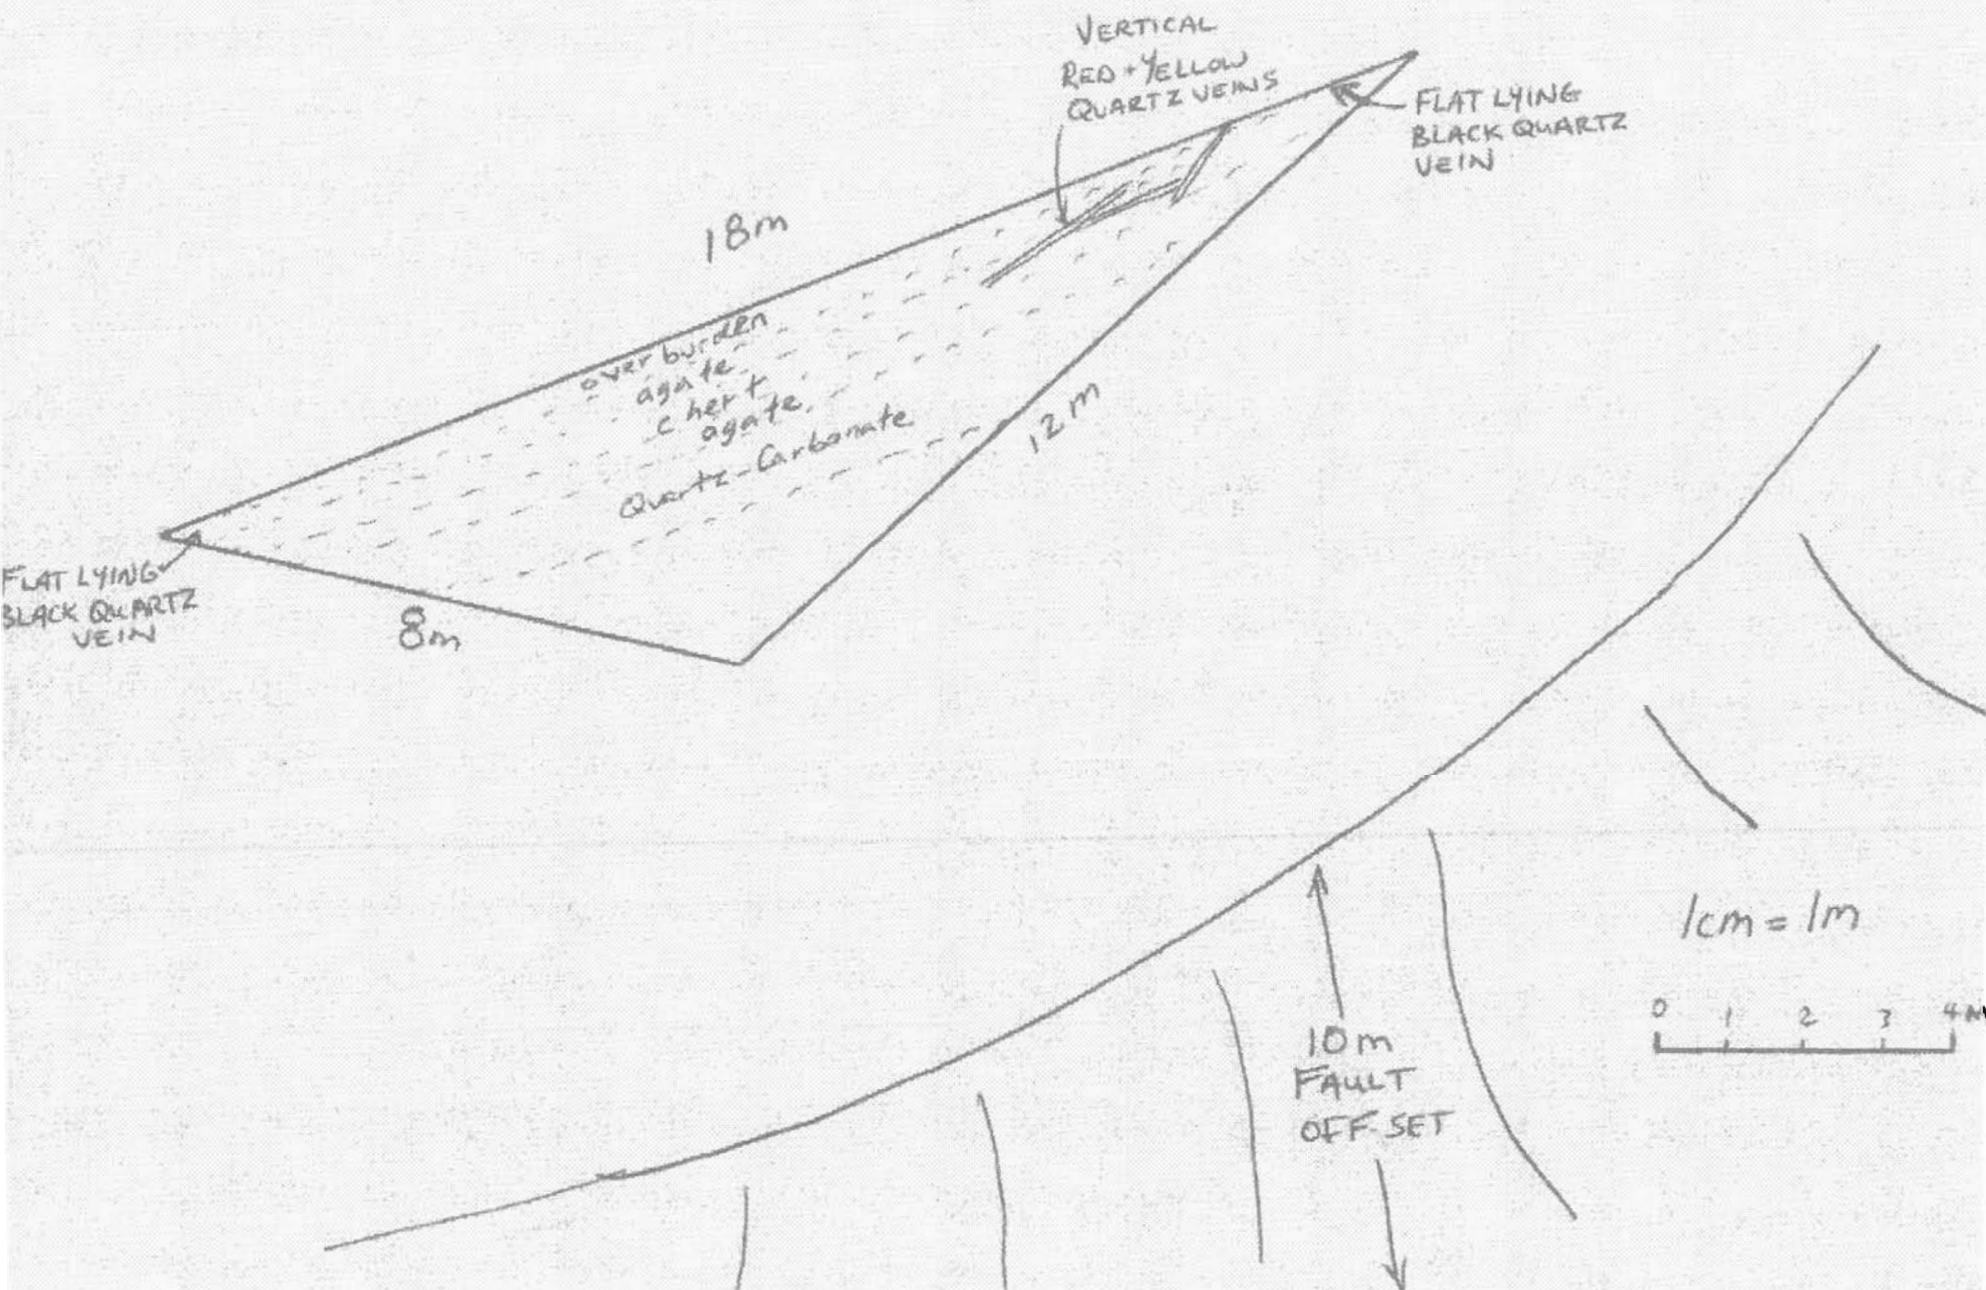 VERTICAL
RED + YELLOW
QUARTZ VEINS
FLAT LYING
BLACK QUARTZ
VEIN
18m
overburden
agate
chert
agate
Quartz-Carbonate
12m
FLAT LYING
BLACK QUARTZ
VEIN
8m
1cm = 1m
0 1 2 3 4 M
10m
FAULT
OFF-SET